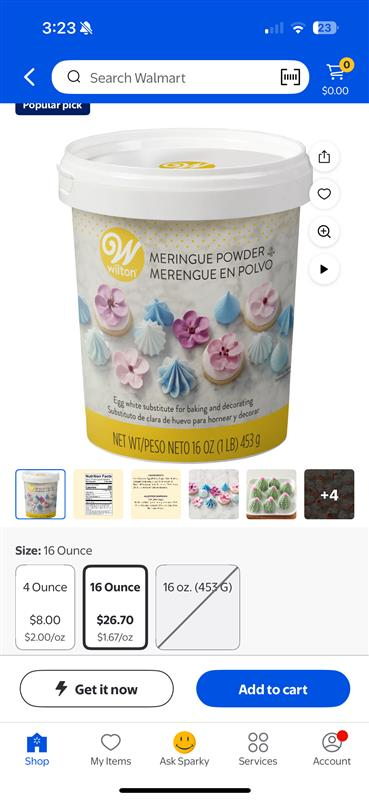 3:23
23
Search Walmart
0
$0.00
Popular pick
Wilton
MERINGUE POWDER
MERENGUE EN POLVO
Egg white substitute for baking and decorating
Substituto de clara de huevo para hornear y decorar
NET WT/PESO NETO 16 OZ (1 LB) 453 g
Nutrition Facts
+4
Size: 16 Ounce
4 Ounce
$8.00
$2.00/oz
16 Ounce
$26.70
$1.67/oz
16 oz. (453 G)
Get it now
Add to cart
Shop
My Items
Ask Sparky
Services
Account